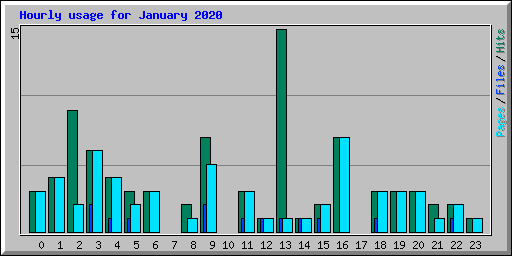 Hourly usage for January 2020
15
Pages/Files/Hits
0 1 2 3 4 5 6 7 8 9 10 11 12 13 14 15 16 17 18 19 20 21 22 23